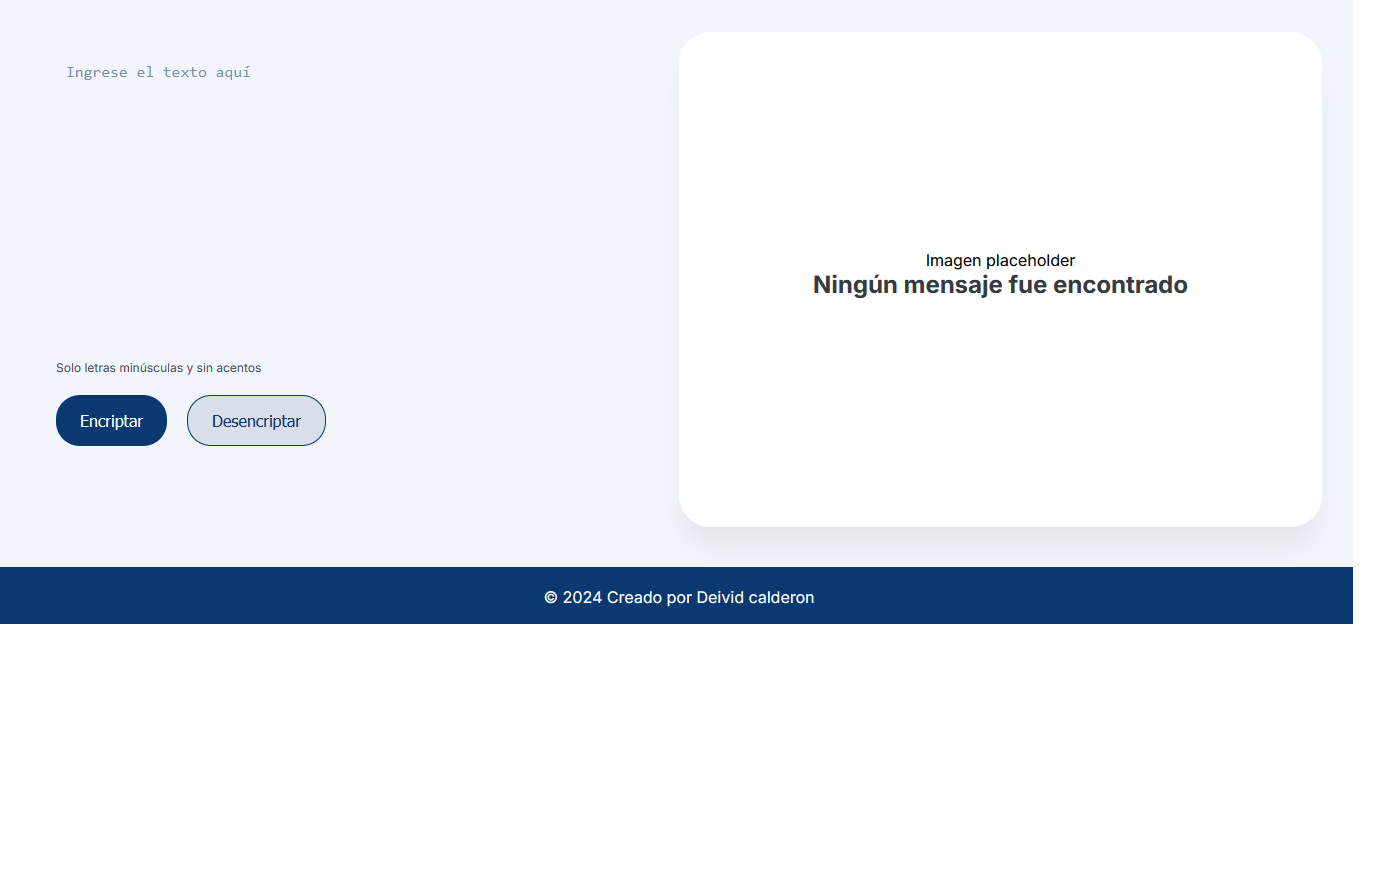 Ingrese el texto aquí
Solo letras minúsculas y sin acentos
Encriptar
Desencriptar
Imagen placeholder
Ningún mensaje fue encontrado
© 2024 Creado por Deivid calderon